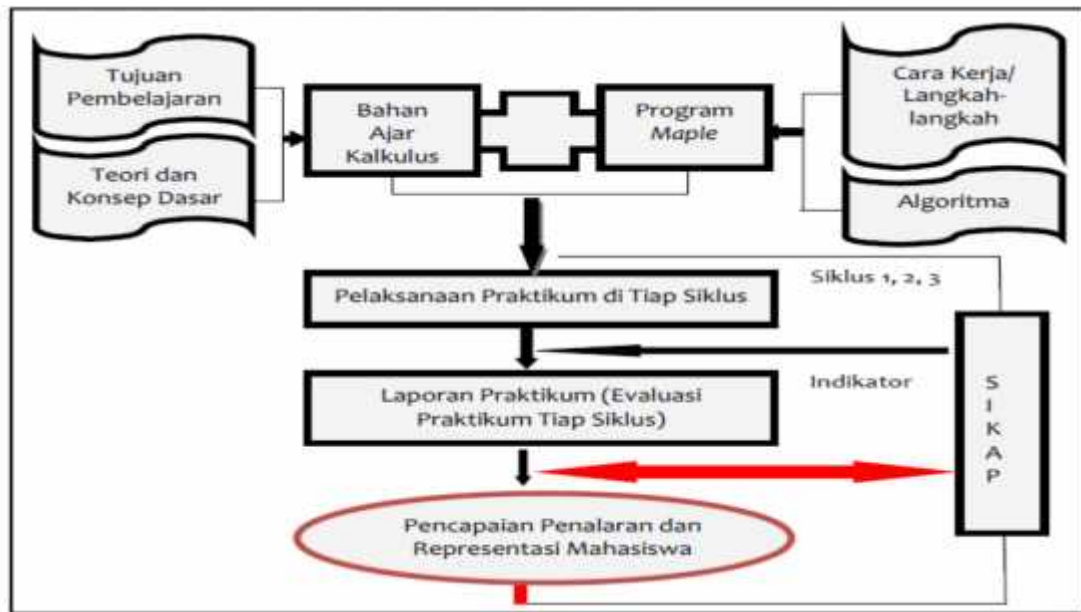 Tujuan
Pembelajaran
Teori dan
Konsep Dasar
Bahan
Ajar
Kalkulus
Program
Maple
Cara Kerja/
Langkah-
langkah
Algoritma
Pelaksanaan Praktikum di Tiap Siklus
Siklus 1, 2, 3
Laporan Praktikum (Evaluasi
Praktikum Tiap Siklus)
Indikator
S
I
K
A
P
Pencapaian Penalaran dan
Representasi Mahasiswa